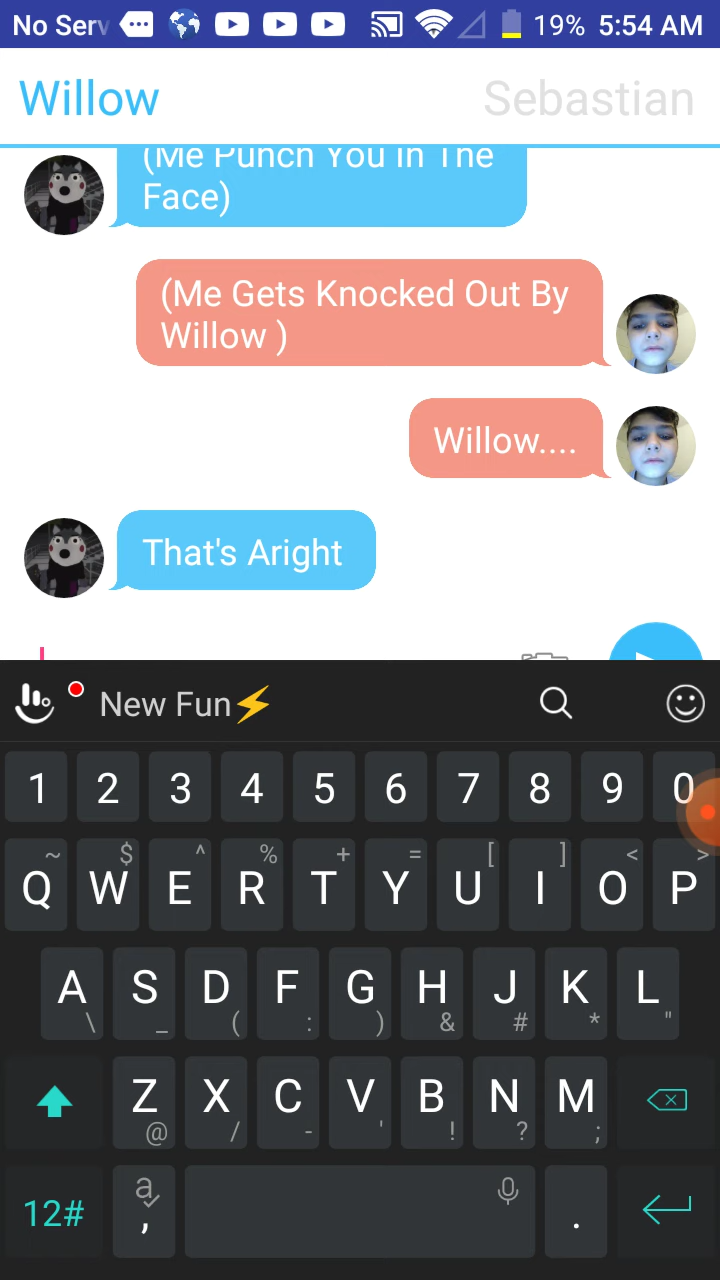 No Serv 19% 5:54 AM
Willow Sebastian
(Me Punch You In The
Face)
(Me Gets Knocked Out By
Willow )
Willow....
That's Aright
New Fun⚡
1 2 3 4 5 6 7 8 9 0
~ $ ^ % + = [ ] < >
Q W E R T Y U I O P
A S D F G H J K L
\ _ ( : ) & # * "
Z X C V B N M
@ / - ' ! ? ;
12# a , .